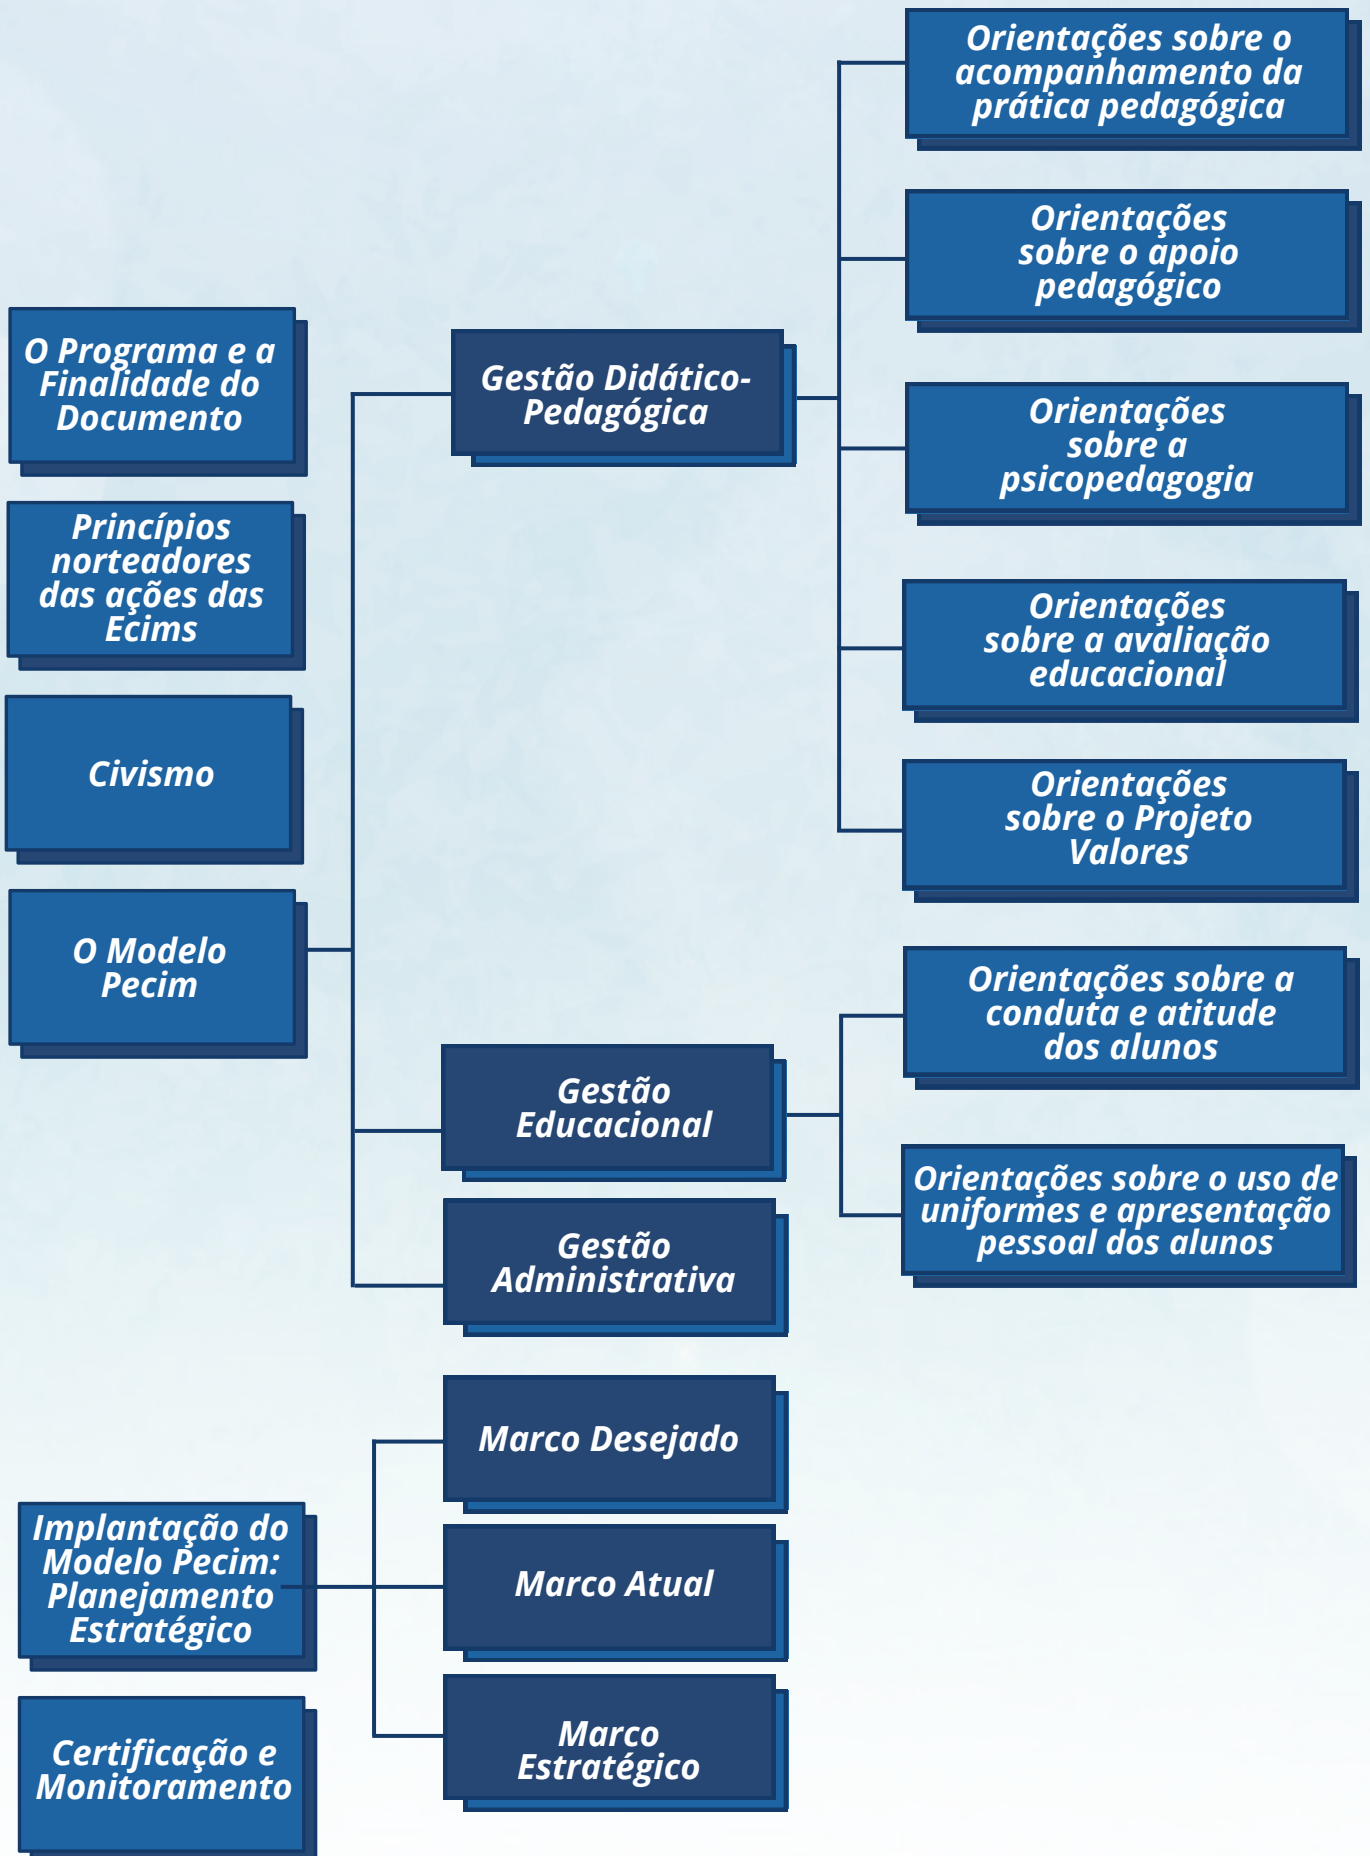 O Programa e a
Finalidade do
Documento
Princípios
norteadores
das ações das
Ecims
Civismo
O Modelo
Pecim
Gestão Didático-
Pedagógica
Orientações sobre o
acompanhamento da
prática pedagógica
Orientações
sobre o apoio
pedagógico
Orientações
sobre a
psicopedagogia
Orientações
sobre a avaliação
educacional
Orientações
sobre o Projeto
Valores
Gestão
Educacional
Orientações sobre a
conduta e atitude
dos alunos
Orientações sobre o uso de
uniformes e apresentação
pessoal dos alunos
Gestão
Administrativa
Implantação do
Modelo Pecim:
Planejamento
Estratégico
Marco Desejado
Marco Atual
Marco
Estratégico
Certificação e
Monitoramento